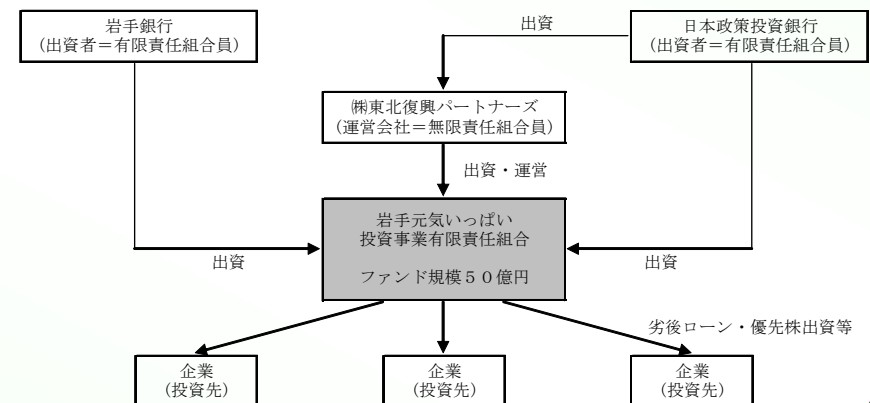 岩手銀行
(出資者＝有限責任組合員)
出資
日本政策投資銀行
(出資者＝有限責任組合員)
㈱東北復興パートナーズ
(運営会社＝無限責任組合員)
出資・運営
岩手元気いっぱい
投資事業有限責任組合
ファンド規模５０億円
出資
出資
劣後ローン・優先株出資等
企業
(投資先)
企業
(投資先)
企業
(投資先)